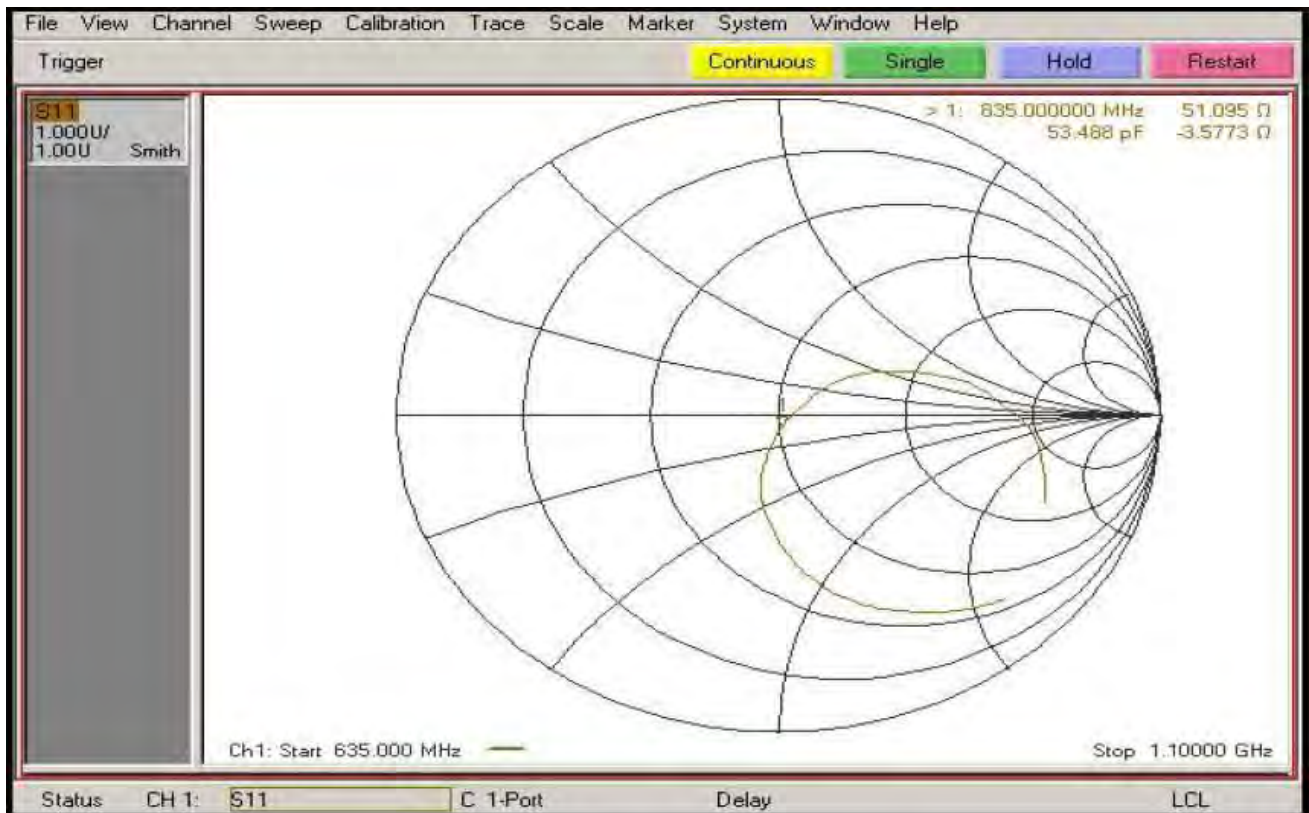 File View Channel Sweep Calibration Trace Scale Marker System Window Help
Trigger Continuous Single Hold Restart
S11
1.000U/
1.00U Smith
> 1: 835.000000 MHz 51.095 Ω
53.488 pF -3.5773 Ω
1
Ch1: Start 635.000 MHz Stop 1.10000 GHz
Status CH 1: S11 C 1-Port Delay LCL